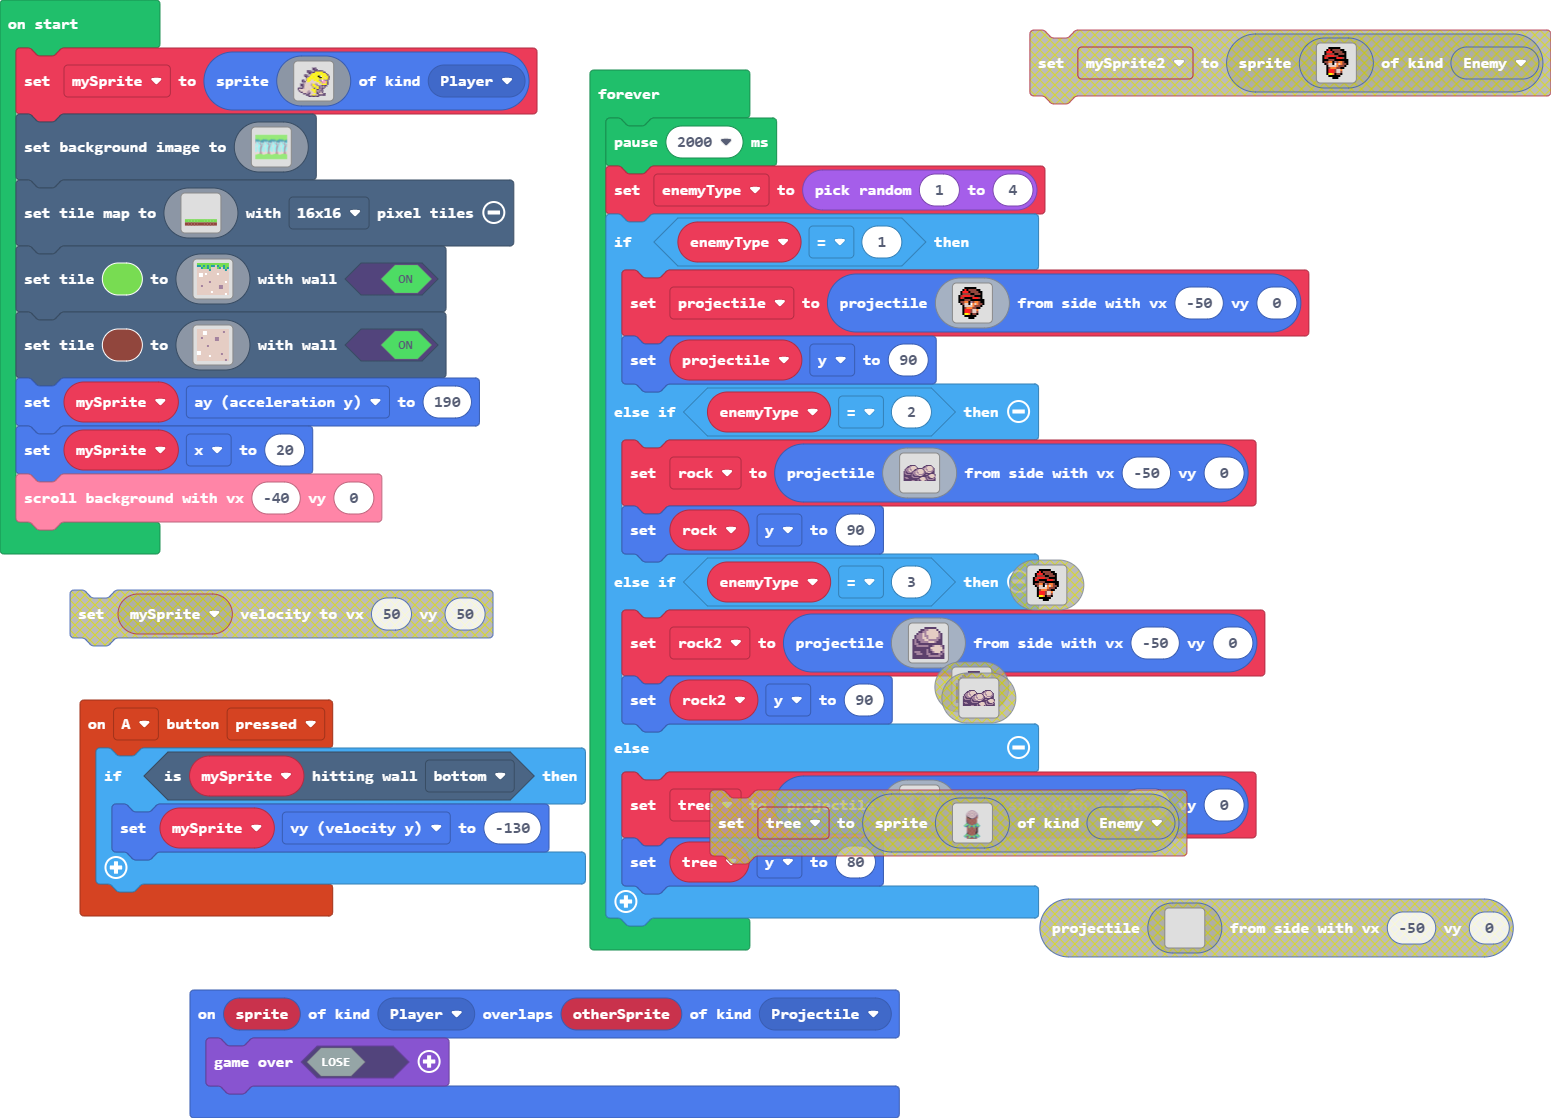 on start
set mySprite to sprite of kind Player
set background image to
set tile map to with 16x16 pixel tiles
set tile to with wall ON
set tile to with wall ON
set mySprite ay (acceleration y) to 190
set mySprite x to 20
scroll background with vx -40 vy 0
set mySprite velocity to vx 50 vy 50
on A button pressed
if is mySprite hitting wall bottom then
set mySprite vy (velocity y) to -130
forever
pause 2000 ms
set enemyType to pick random 1 to 4
if enemyType = 1 then
set projectile to projectile from side with vx -50 vy 0
set projectile y to 90
else if enemyType = 2 then
set rock to projectile from side with vx -50 vy 0
set rock y to 90
else if enemyType = 3 then
set rock2 to projectile from side with vx -50 vy 0
set rock2 y to 90
else
set tree to projectile vy 0
set tree to sprite of kind Enemy
set tree y to 80
set mySprite2 to sprite of kind Enemy
projectile from side with vx -50 vy 0
on sprite of kind Player overlaps otherSprite of kind Projectile
game over LOSE